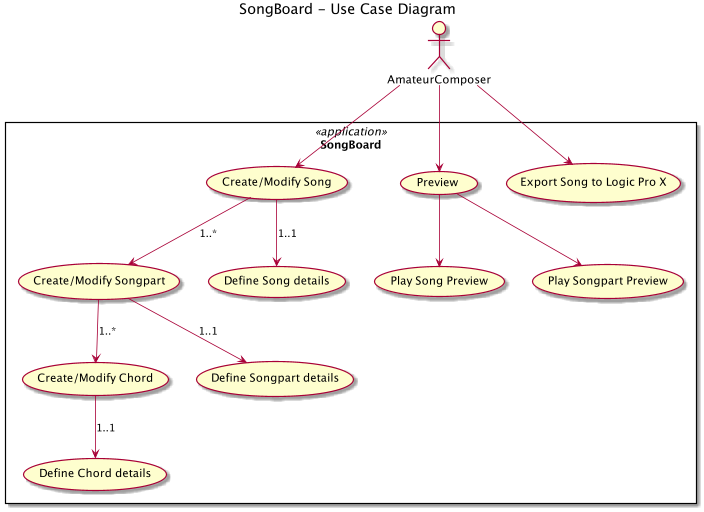 SongBoard - Use Case Diagram
AmateurComposer
«application»
SongBoard
Create/Modify Song
Preview
Export Song to Logic Pro X
1..*
1..1
Create/Modify Songpart
Define Song details
Play Song Preview
Play Songpart Preview
1..*
1..1
Create/Modify Chord
Define Songpart details
1..1
Define Chord details